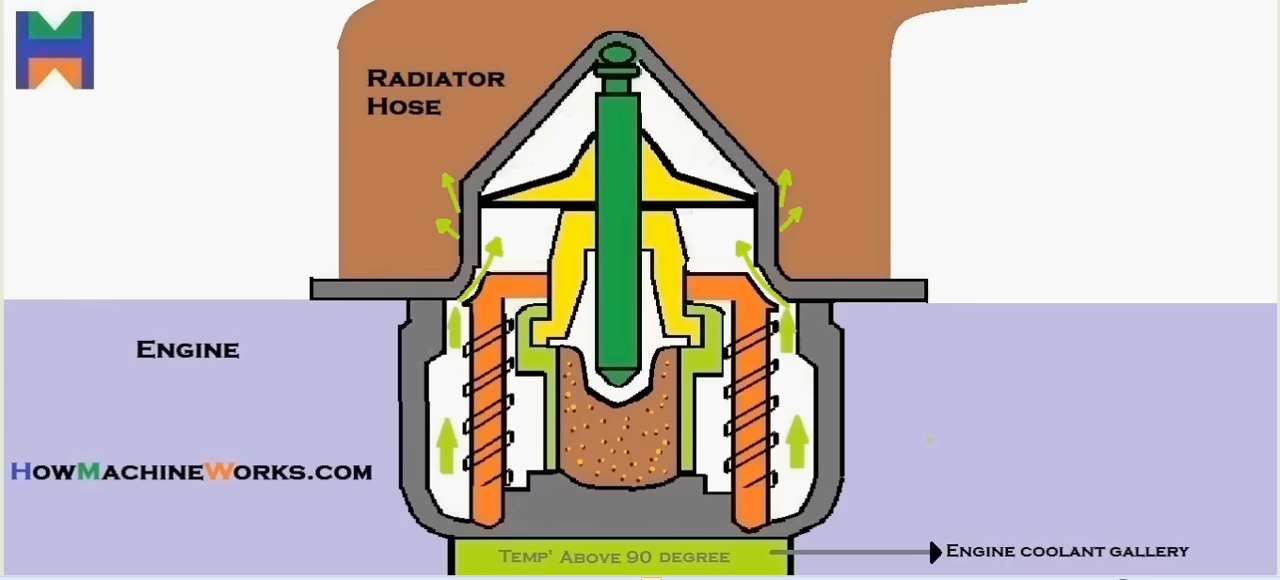 Radiator
Hose
Engine
HowMachineWorks.com
Temp' Above 90 degree
Engine coolant gallery